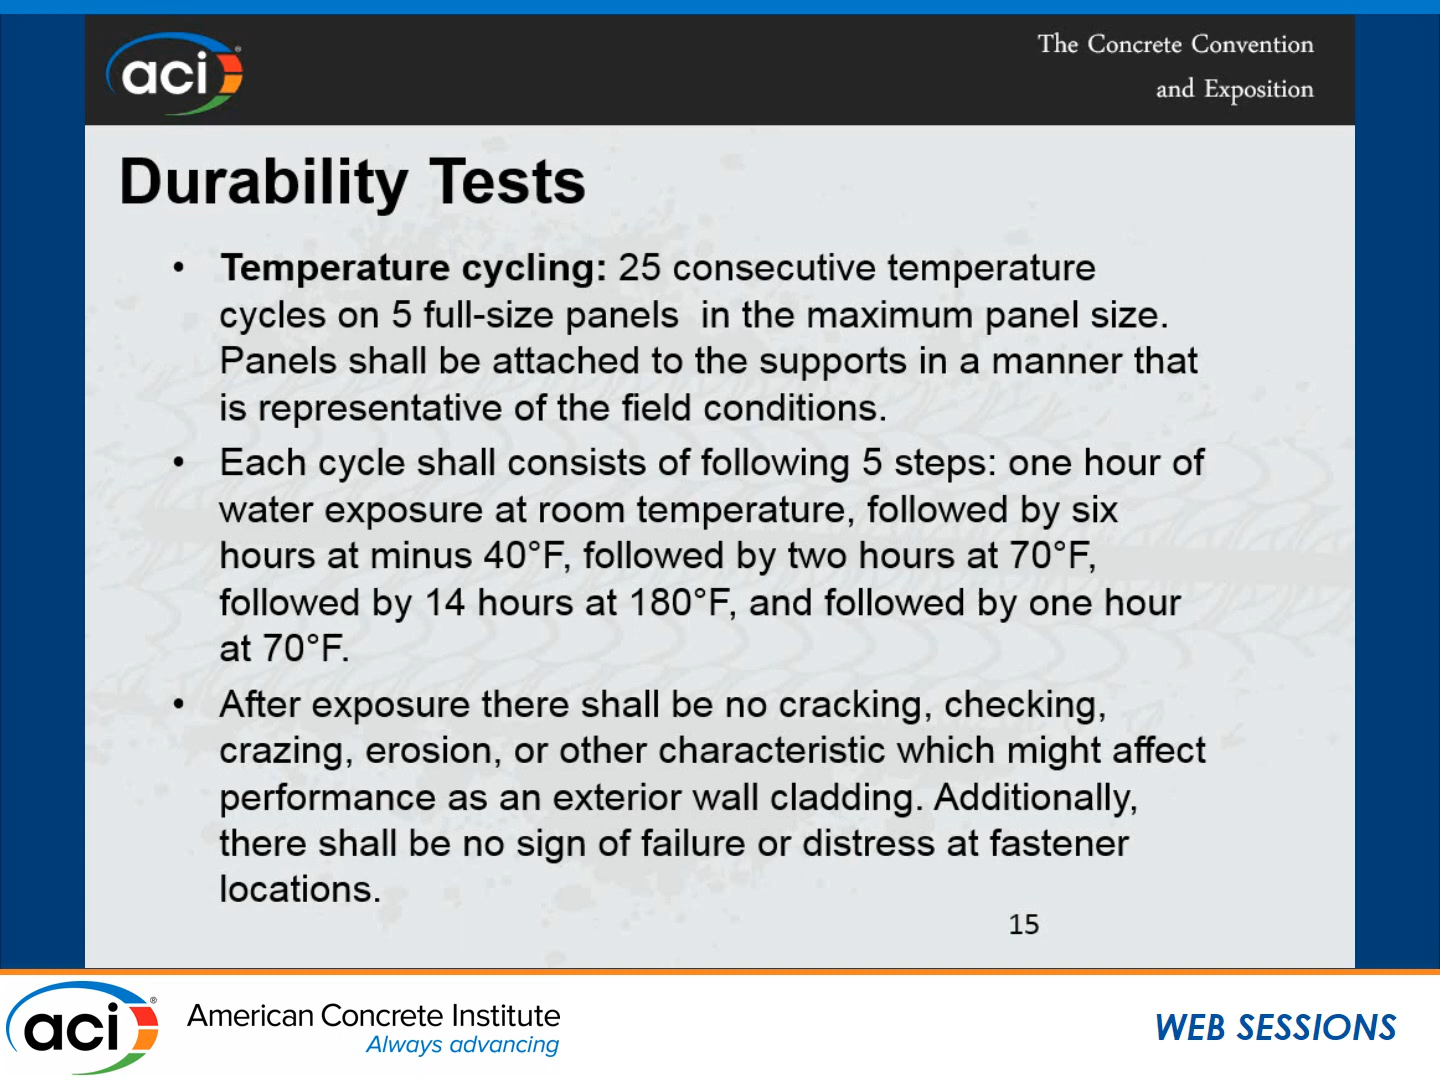 aci®
The Concrete Convention
and Exposition
Durability Tests
• Temperature cycling: 25 consecutive temperature
cycles on 5 full-size panels  in the maximum panel size.
Panels shall be attached to the supports in a manner that
is representative of the field conditions.
• Each cycle shall consists of following 5 steps: one hour of
water exposure at room temperature, followed by six
hours at minus 40°F, followed by two hours at 70°F,
followed by 14 hours at 180°F, and followed by one hour
at 70°F.
• After exposure there shall be no cracking, checking,
crazing, erosion, or other characteristic which might affect
performance as an exterior wall cladding. Additionally,
there shall be no sign of failure or distress at fastener
locations.
15
aci®
American Concrete Institute
Always advancing
WEB SESSIONS